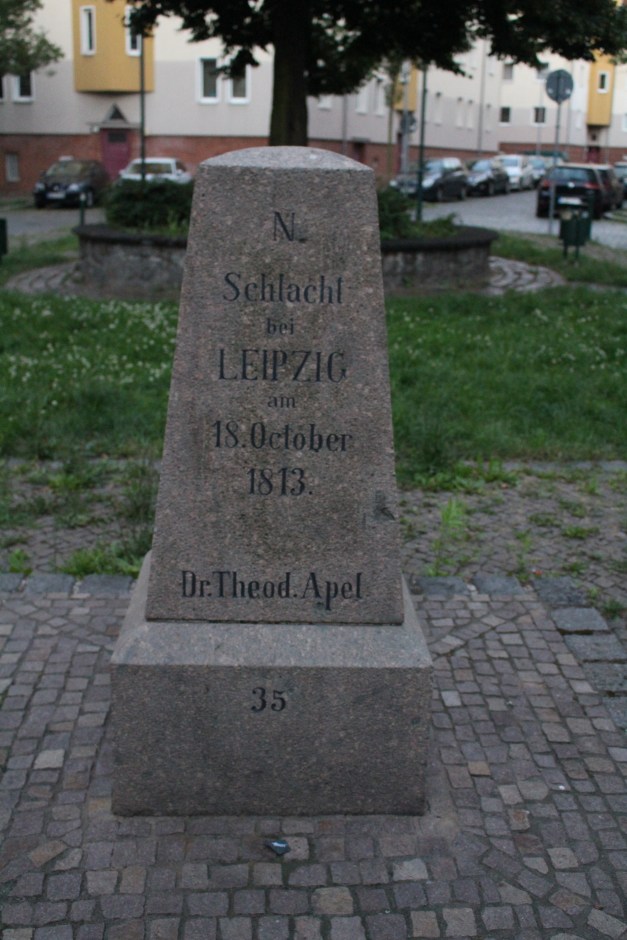 N.
Schlacht
bei
LEIPZIG
am
18. October
1813.
Dr. Theod. Apel
35